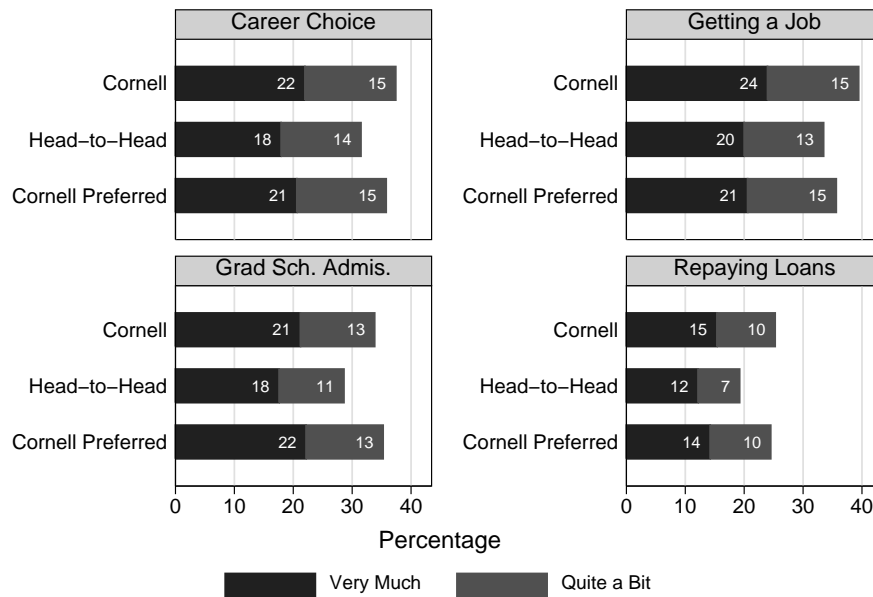 Career Choice
Cornell 22 15
Head−to−Head 18 14
Cornell Preferred 21 15
Getting a Job
Cornell 24 15
Head−to−Head 20 13
Cornell Preferred 21 15
Grad Sch. Admis.
Cornell 21 13
Head−to−Head 18 11
Cornell Preferred 22 13
0 10 20 30 40
Repaying Loans
Cornell 15 10
Head−to−Head 12 7
Cornell Preferred 14 10
0 10 20 30 40
Percentage
Very Much Quite a Bit